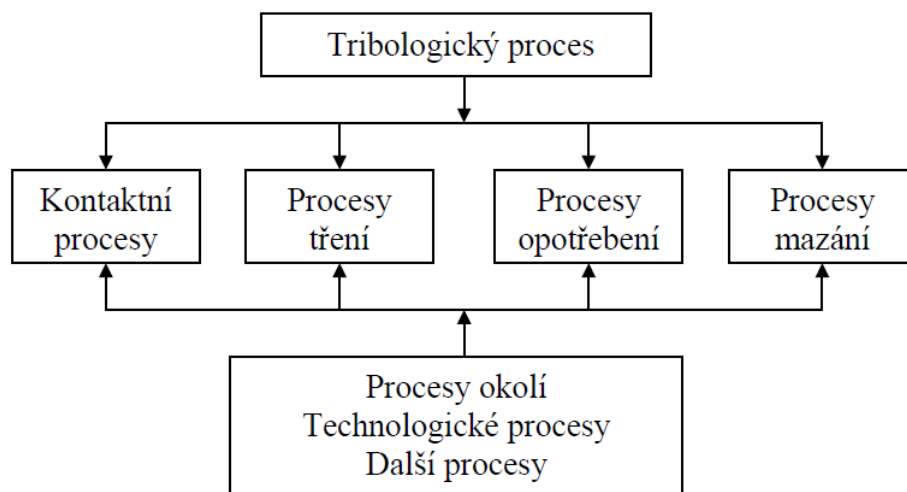 Tribologický proces
Kontaktní
procesy
Procesy
tření
Procesy
opotřebení
Procesy
mazání
Procesy okolí
Technologické procesy
Další procesy